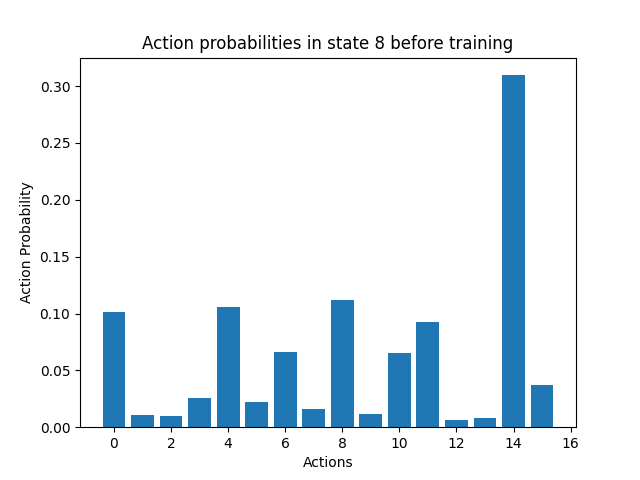 Action probabilities in state 8 before training
0.30
0.25
0.20
0.15
0.10
0.05
0.00
Action Probability
0 2 4 6 8 10 12 14 16
Actions